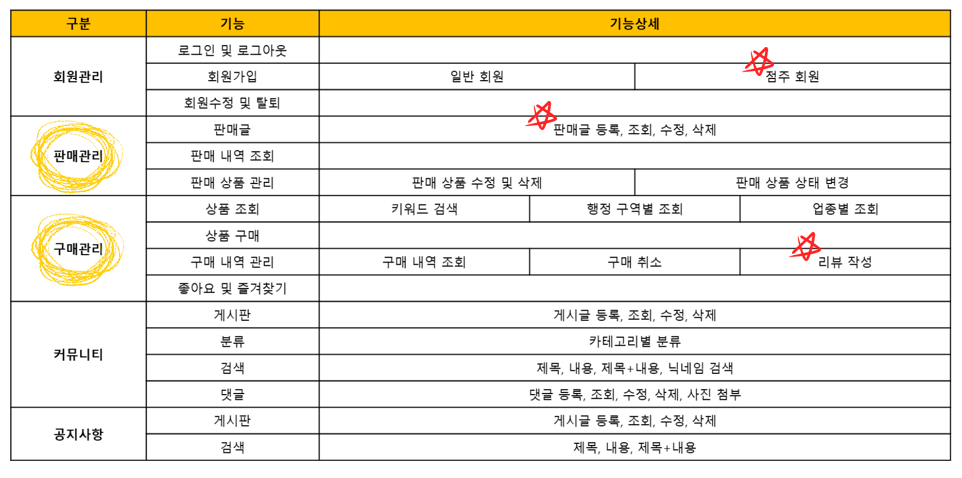 구분 기능 기능상세
회원관리
로그인 및 로그아웃
회원가입 일반 회원 점주 회원
회원수정 및 탈퇴
판매관리
판매글 판매글 등록, 조회, 수정, 삭제
판매 내역 조회
판매 상품 관리 판매 상품 수정 및 삭제 판매 상품 상태 변경
구매관리
상품 조회 키워드 검색 행정 구역별 조회 업종별 조회
상품 구매
구매 내역 관리 구매 내역 조회 구매 취소 리뷰 작성
좋아요 및 즐겨찾기
커뮤니티
게시판 게시글 등록, 조회, 수정, 삭제
분류 카테고리별 분류
검색 제목, 내용, 제목+내용, 닉네임 검색
댓글 댓글 등록, 조회, 수정, 삭제, 사진 첨부
공지사항
게시판 게시글 등록, 조회, 수정, 삭제
검색 제목, 내용, 제목+내용